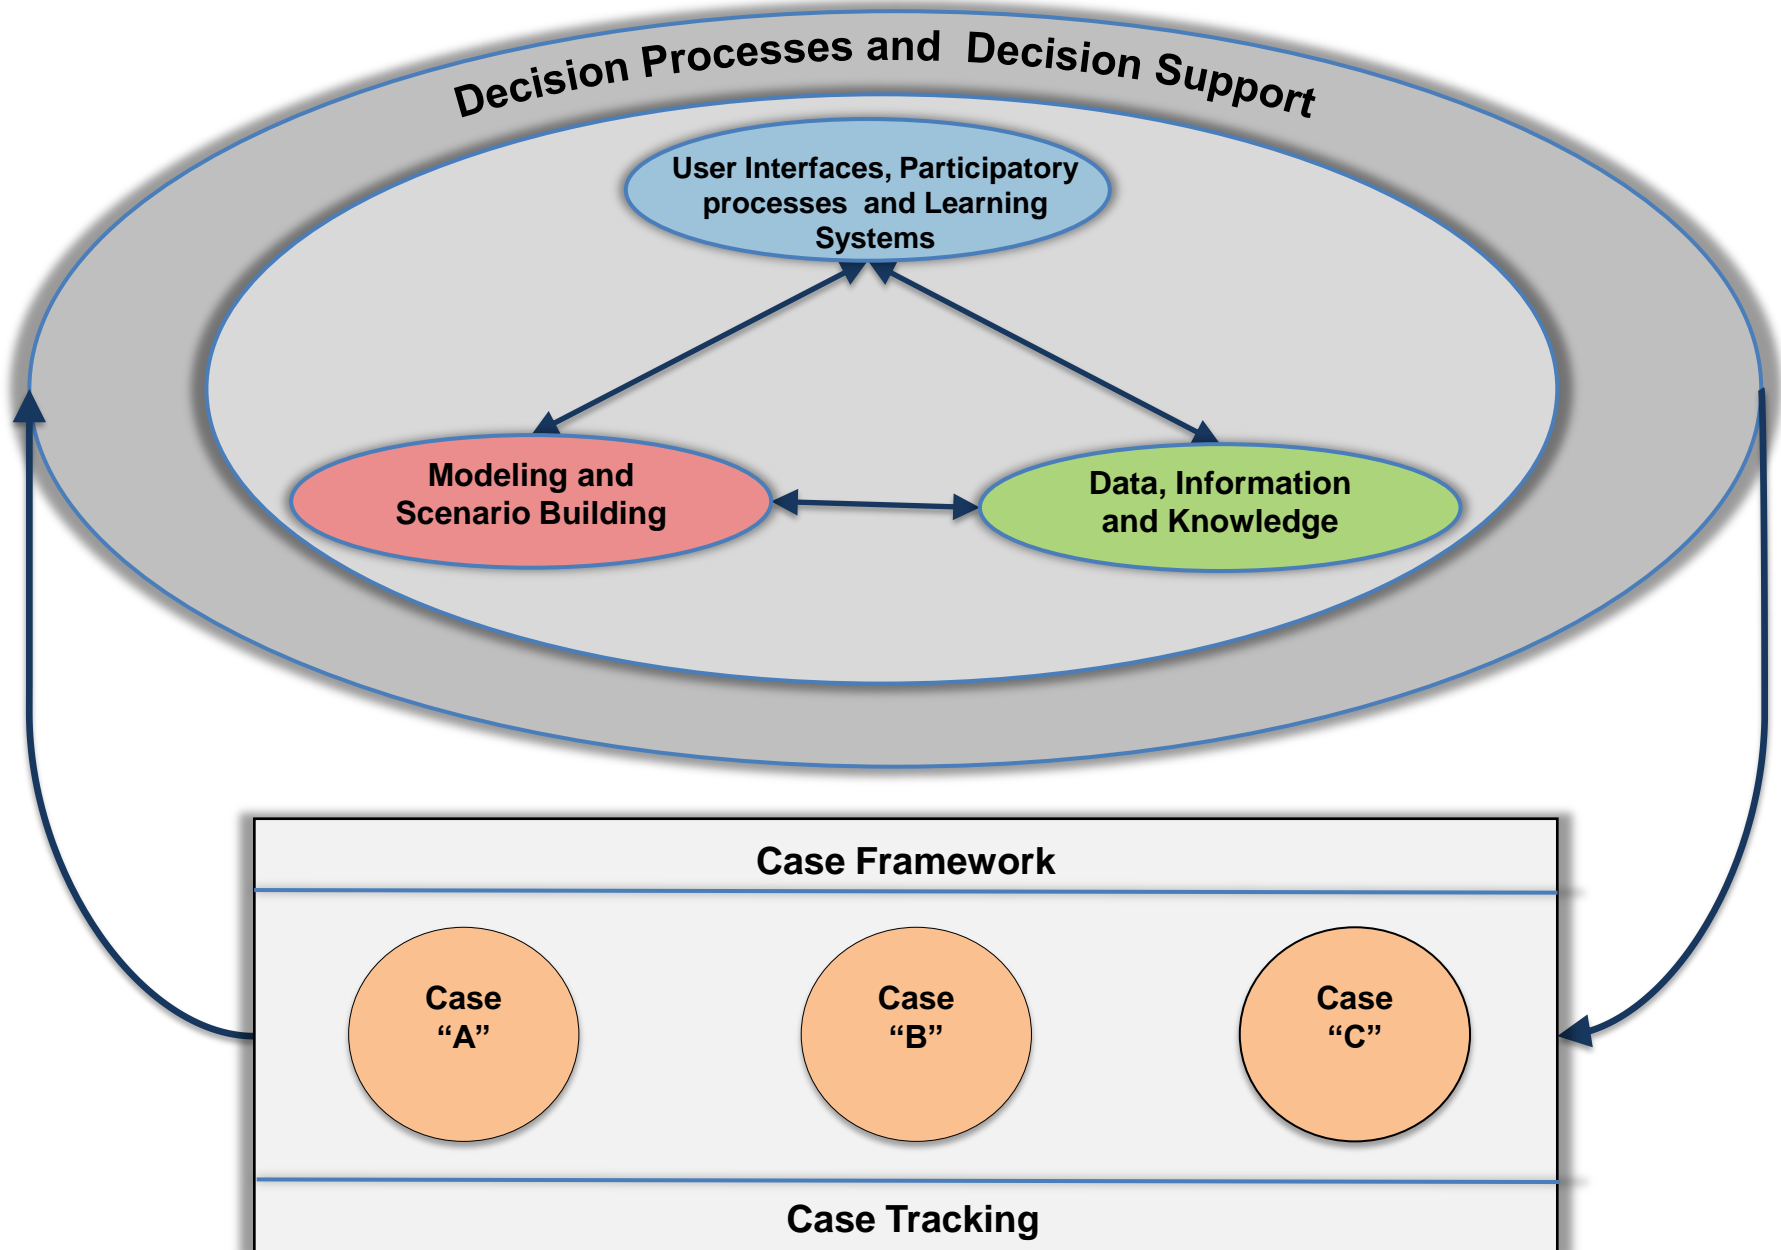 Decision Processes and Decision Support
User Interfaces, Participatory
processes and Learning
Systems
Modeling and
Scenario Building
Data, Information
and Knowledge
Case Framework
Case
“A”
Case
“B”
Case
“C”
Case Tracking